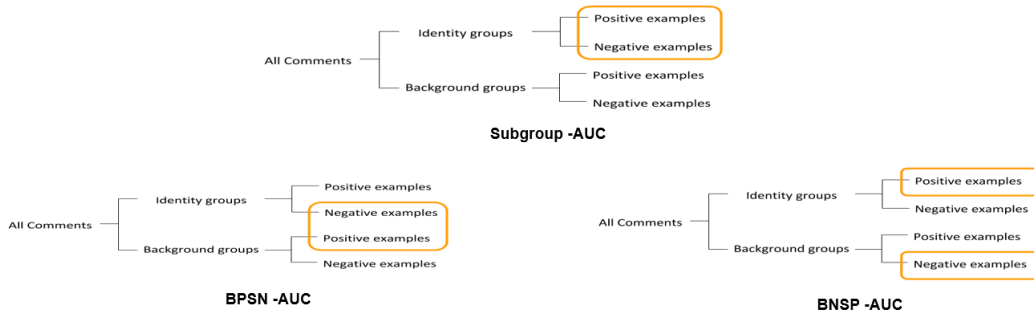 Positive examples
Identity groups
Negative examples
All Comments
Positive examples
Background groups
Negative examples
Subgroup -AUC
Positive examples
Identity groups
Negative examples
All Comments
Positive examples
Background groups
Negative examples
BPSN -AUC
Positive examples
Identity groups
Negative examples
All Comments
Positive examples
Background groups
Negative examples
BNSP -AUC